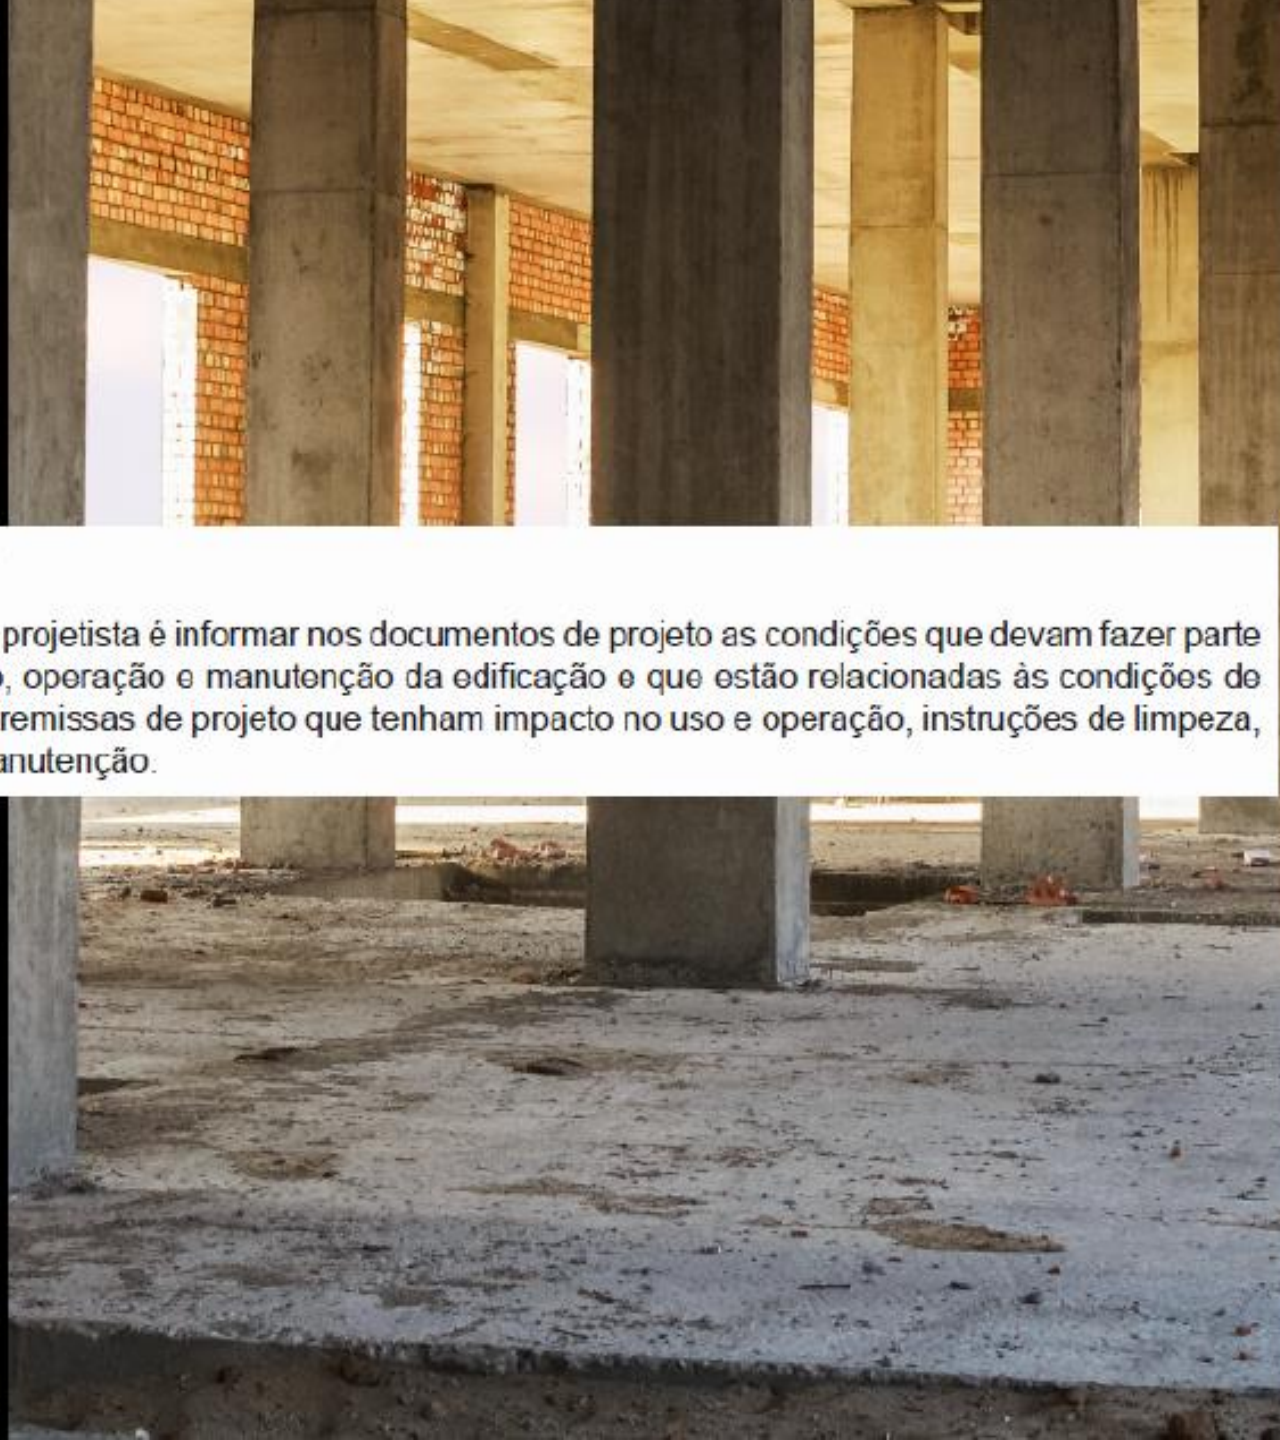 projetista é informar nos documentos de projeto as condições que devam fazer parte
, operação e manutenção da edificação e que estão relacionadas às condições de
remissas de projeto que tenham impacto no uso e operação, instruções de limpeza,
anutenção.